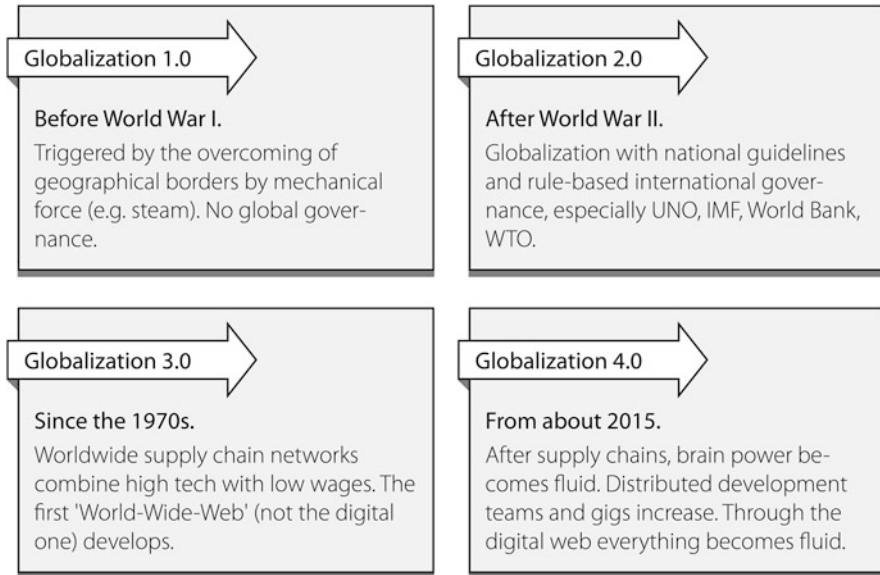 Globalization 1.0
Before World War I.
Triggered by the overcoming of
geographical borders by mechanical
force (e.g. steam). No global gover-
nance.
Globalization 2.0
After World War II.
Globalization with national guidelines
and rule-based international gover-
nance, especially UNO, IMF, World Bank,
WTO.
Globalization 3.0
Since the 1970s.
Worldwide supply chain networks
combine high tech with low wages. The
first 'World-Wide-Web' (not the digital
one) develops.
Globalization 4.0
From about 2015.
After supply chains, brain power be-
comes fluid. Distributed development
teams and gigs increase. Through the
digital web everything becomes fluid.